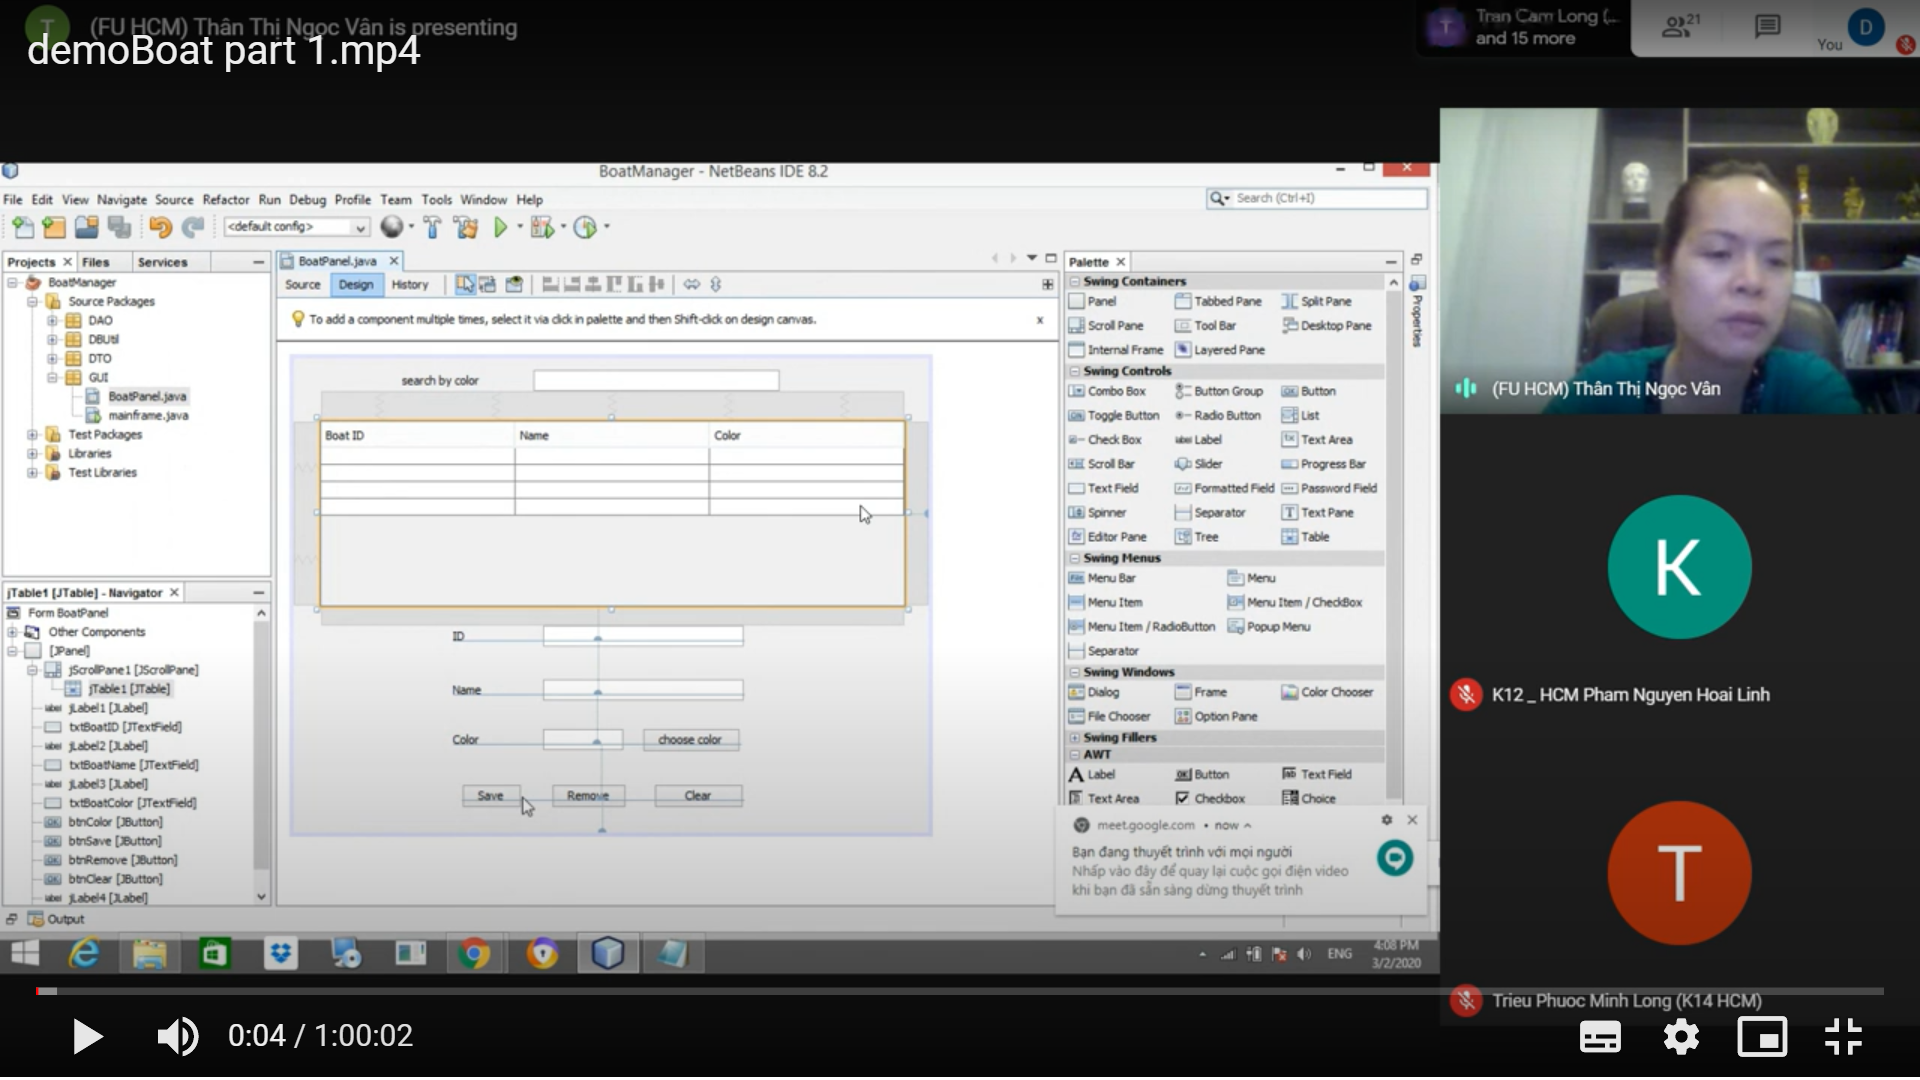 T (FU HCM) Thân Thị Ngọc Vân is presenting
demoBoat part 1.mp4
T Tran Cam Long (...
and 15 more
21
You D
BoatManager - NetBeans IDE 8.2
File Edit View Navigate Source Refactor Run Debug Profile Team Tools Window Help
Search (Ctrl+I)
<default config>
Projects Files Services
BoatManager
Source Packages
DAO
DBUtil
DTO
GUI
BoatPanel.java
mainframe.java
Test Packages
Libraries
Test Libraries
jTable1 [JTable] - Navigator
Form BoatPanel
Other Components
[JPanel]
jScrollPane1 [JScrollPane]
jTable1 [JTable]
jLabel1 [JLabel]
txtBoatID [JTextField]
jLabel2 [JLabel]
txtBoatName [JTextField]
jLabel3 [JLabel]
txtBoatColor [JTextField]
btnColor [JButton]
btnSave [JButton]
btnRemove [JButton]
btnClear [JButton]
jLabel4 [JLabel]
Output
BoatPanel.java
Source Design History
To add a component multiple times, select it via click in palette and then Shift-click on design canvas.
x
search by color
Boat ID Name Color
ID
Name
Color choose color
Save Remove Clear
Palette
Properties
Swing Containers
Panel Tabbed Pane Split Pane
Scroll Pane Tool Bar Desktop Pane
Internal Frame Layered Pane
Swing Controls
Combo Box Button Group Button
Toggle Button Radio Button List
Check Box Label Text Area
Scroll Bar Slider Progress Bar
Text Field Formatted Field Password Field
Spinner Separator Text Pane
Editor Pane Tree Table
Swing Menus
Menu Bar Menu
Menu Item Menu Item / CheckBox
Menu Item / RadioButton Popup Menu
Separator
Swing Windows
Dialog Frame Color Chooser
File Chooser Option Pane
Swing Fillers
AWT
Label Button Text Field
Text Area Checkbox Choice
meet.google.com • now
Bạn đang thuyết trình với mọi người
Nhấp vào đây để quay lại cuộc gọi điện video
khi bạn đã sẵn sàng dừng thuyết trình
ENG
4:08 PM
3/2/2020
(FU HCM) Thân Thị Ngọc Vân
K
K12 _ HCM Pham Nguyen Hoai Linh
T
Trieu Phuoc Minh Long (K14 HCM)
0:04 / 1:00:02